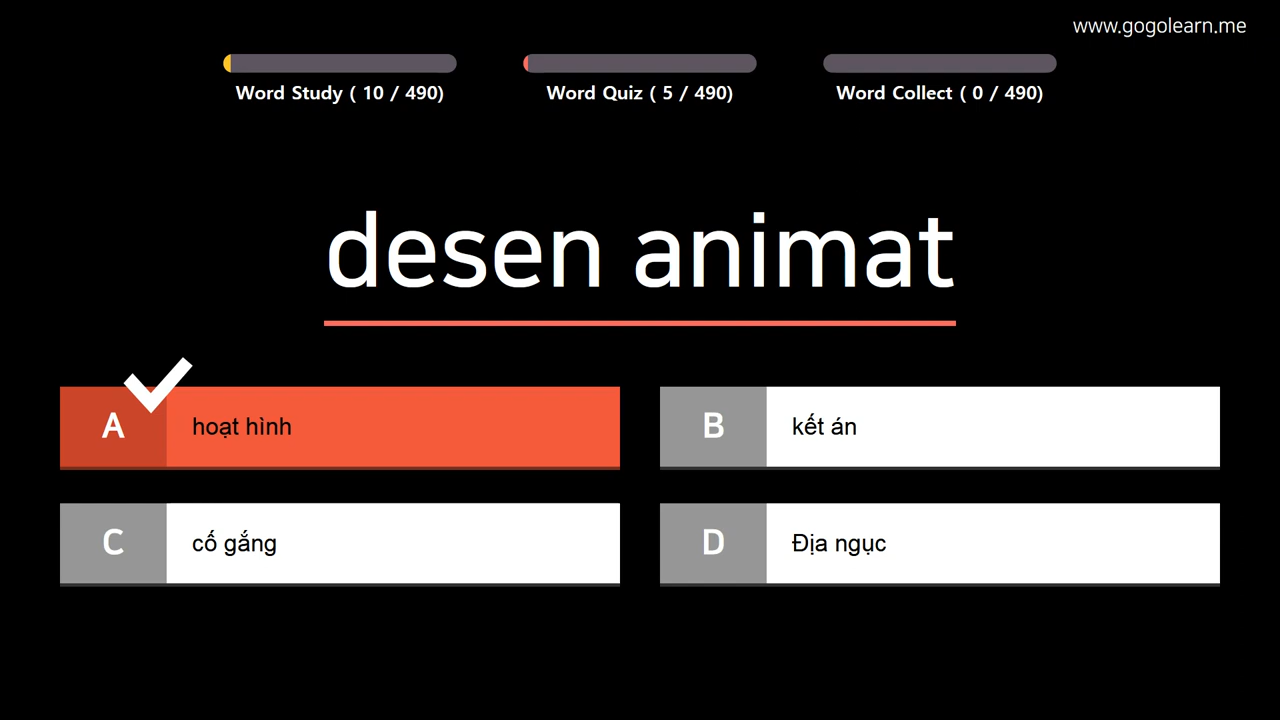 www.gogolearn.me
Word Study ( 10 / 490)
Word Quiz ( 5 / 490)
Word Collect ( 0 / 490)
desen animat
A hoạt hình
B kết án
C cố gắng
D Địa ngục